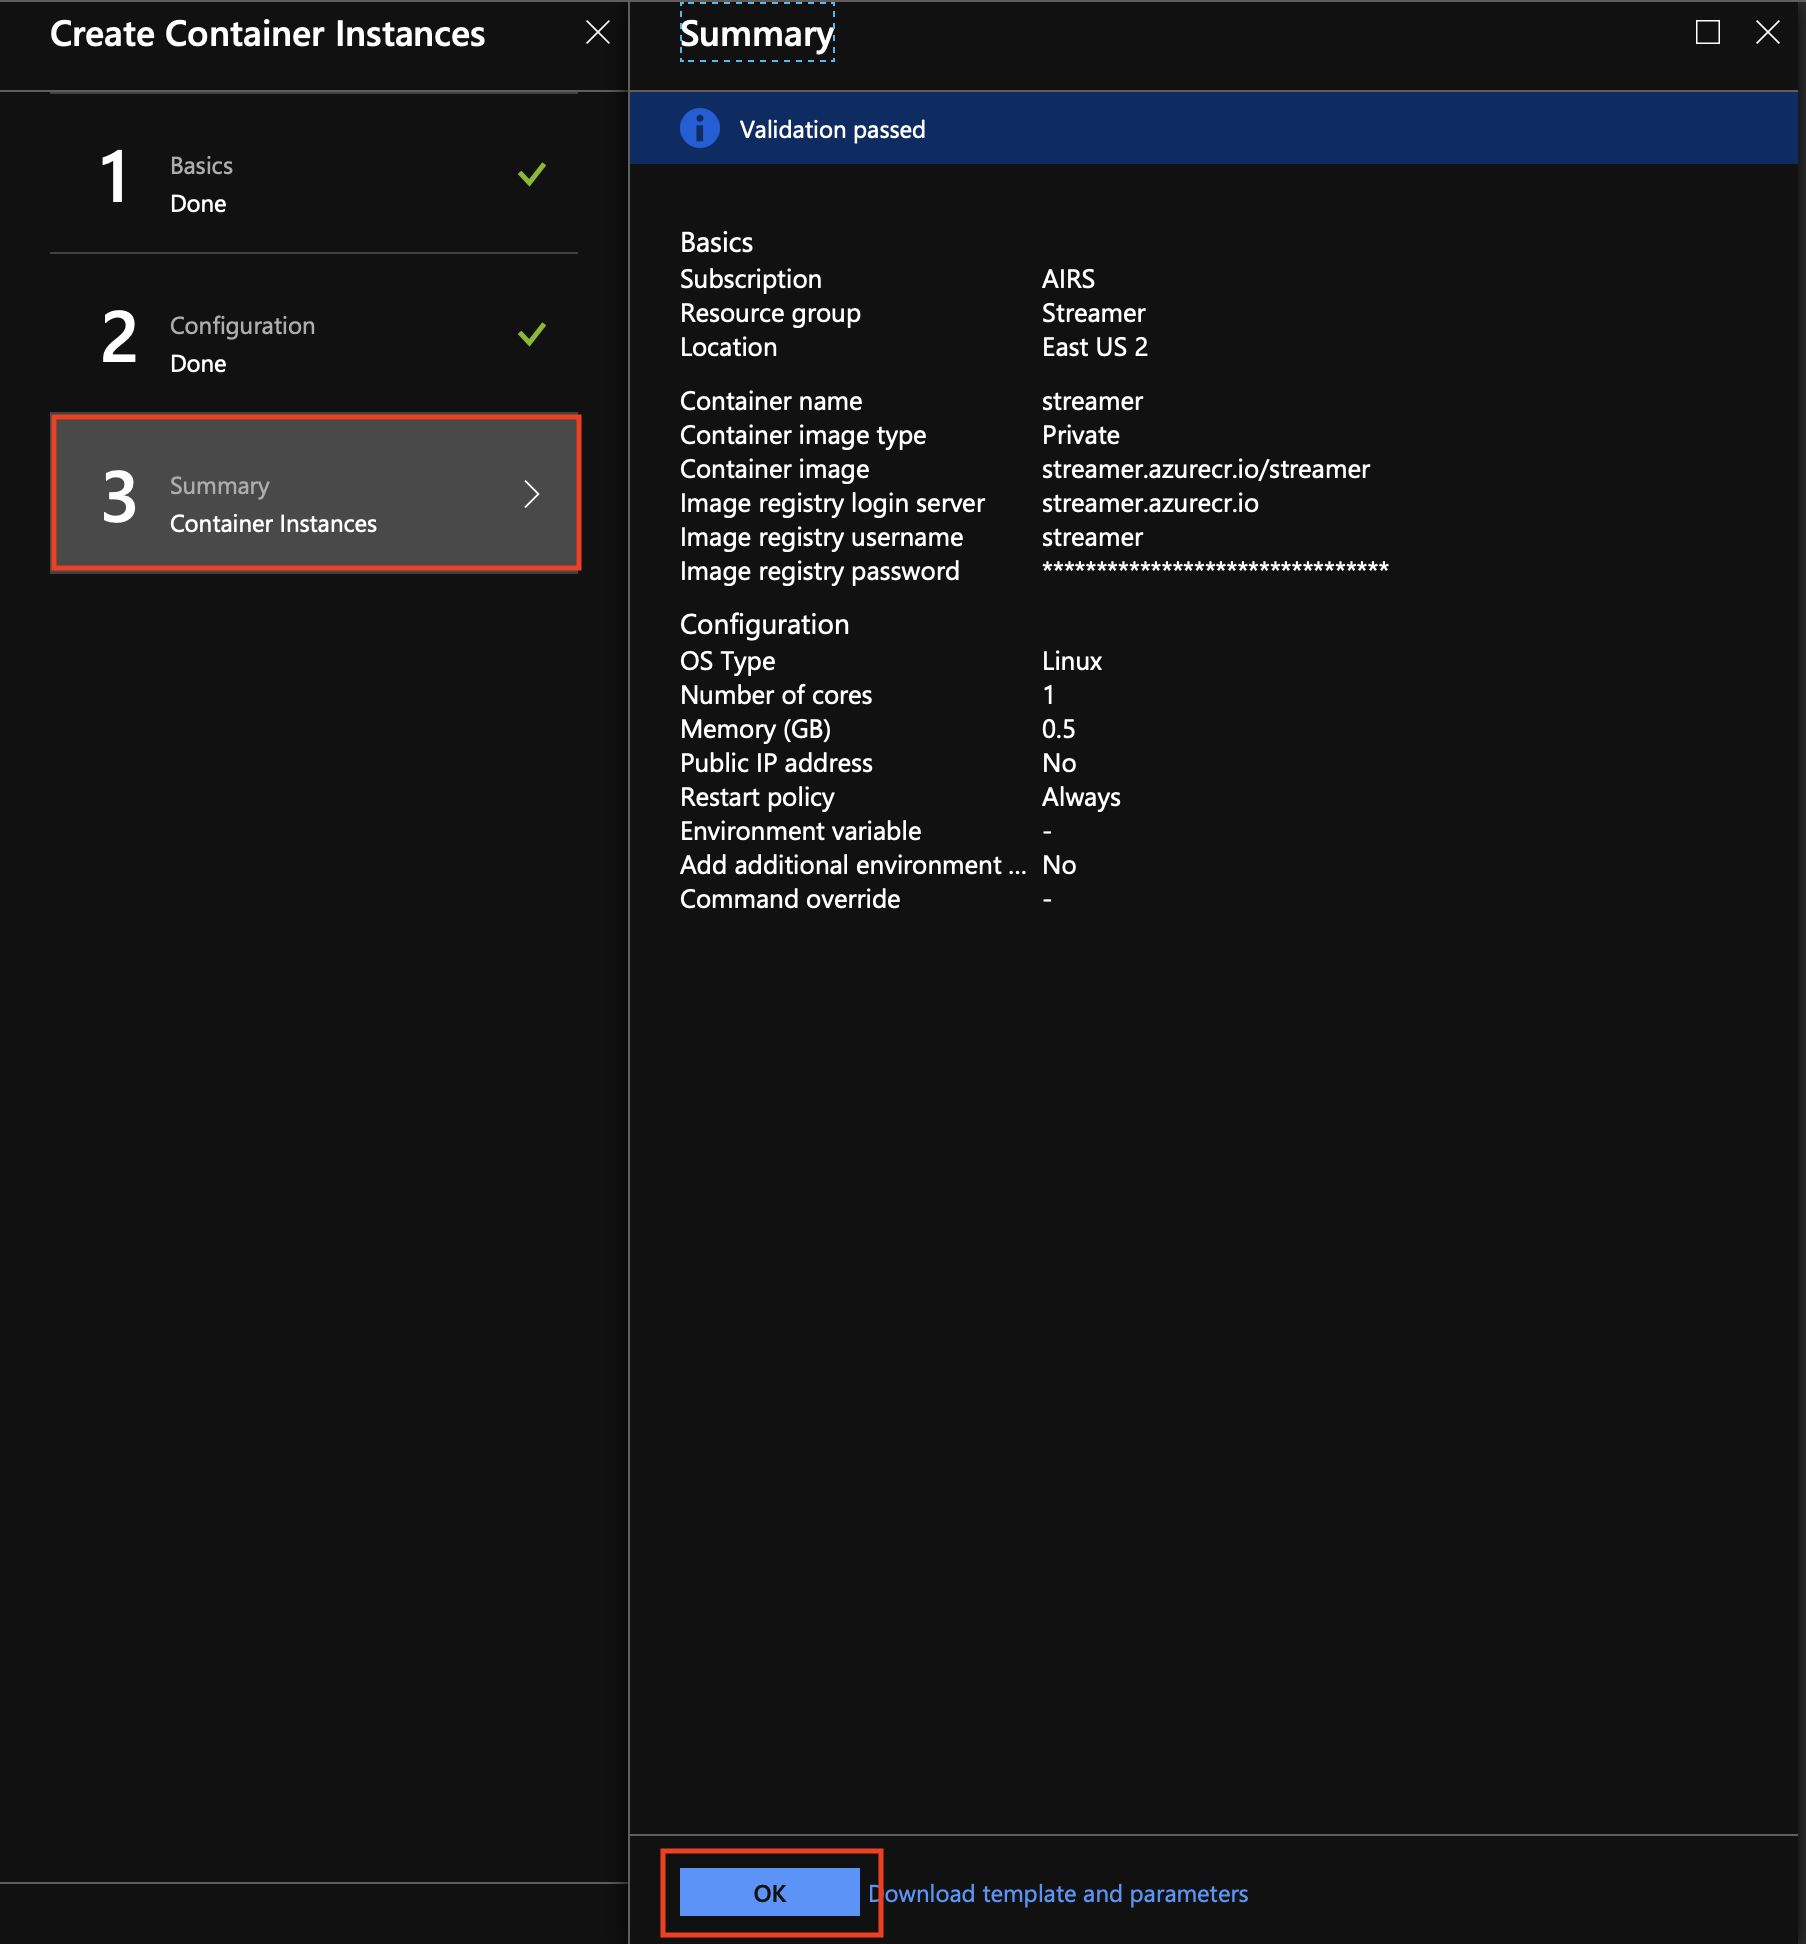 Create Container Instances
1
Basics
Done
2
Configuration
Done
3
Summary
Container Instances
Summary
Validation passed
Basics
Subscription AIRS
Resource group Streamer
Location East US 2
Container name streamer
Container image type Private
Container image streamer.azurecr.io/streamer
Image registry login server streamer.azurecr.io
Image registry username streamer
Image registry password ********************************
Configuration
OS Type Linux
Number of cores 1
Memory (GB) 0.5
Public IP address No
Restart policy Always
Environment variable -
Add additional environment ... No
Command override -
OK Download template and parameters